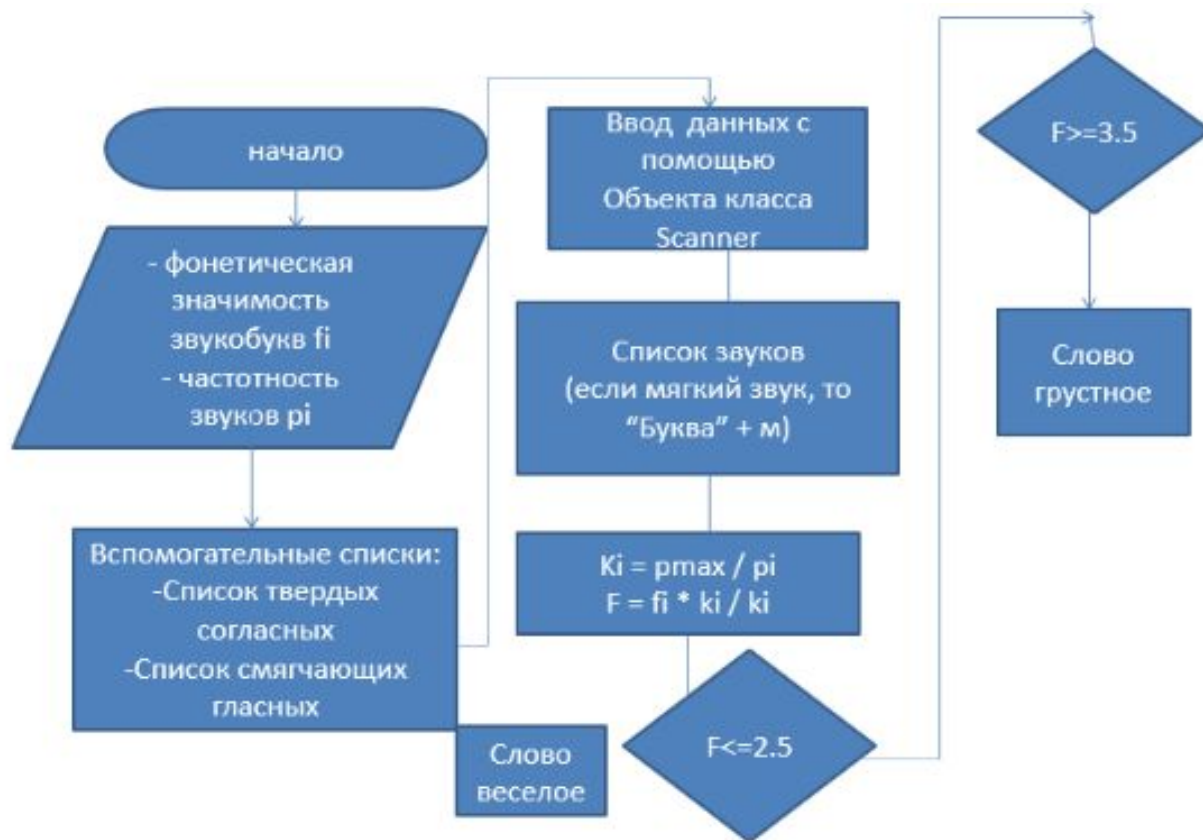 начало
- фонетическая
значимость
звукобукв fi
- частотность
звуков pi
Вспомогательные списки:
-Список твердых
согласных
-Список смягчающих
гласных
Ввод данных с
помощью
Объекта класса
Scanner
Список зауков
(если мягкий звук, то
“Буква” + м)
Ki = pmax / pi
F = fi * ki / ki
F<=2.5
Слово
веселое
F>=3.5
Слово
грустное